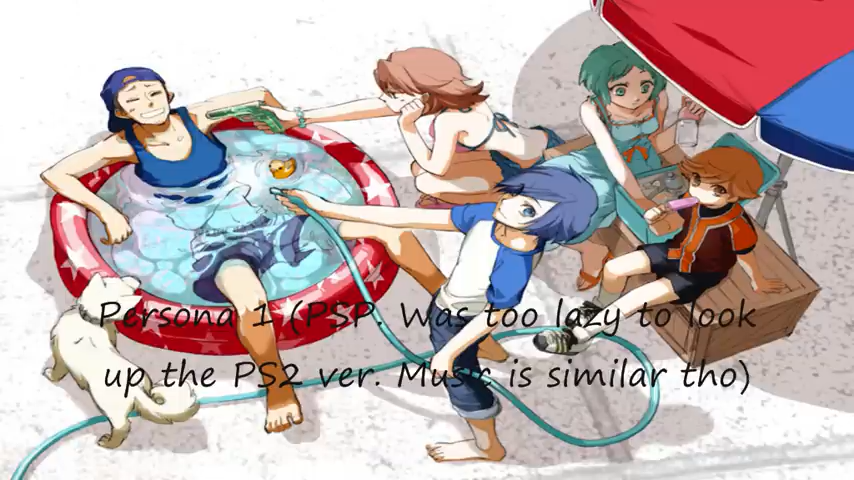 Persona 1 (PSP. Was too lazy to look
up the PS2 ver. Music is similar tho)